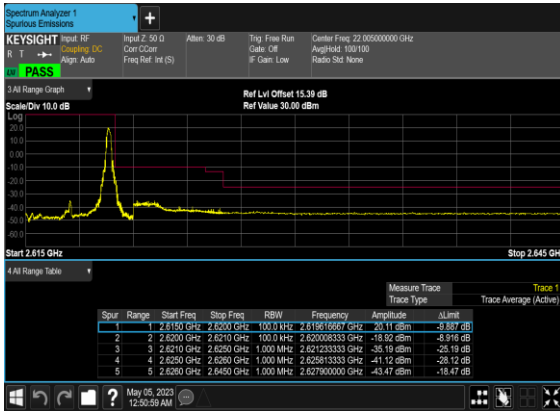 Spectrum Analyzer 1
Spurious Emissions
+
KEYSIGHT Input: RF Input Z: 50 Ω Atten: 30 dB Trig: Free Run Center Freq: 22.005000000 GHz
R T Coupling: DC Corr CCorr Gate: Off Avg|Hold: 100/100
Align: Auto Freq Ref: Int (S) IF Gain: Low Radio Std: None
PASS
3 All Range Graph
Ref Lvl Offset 15.39 dB
Scale/Div 10.0 dB Ref Value 30.00 dBm
Log
20.0
10.0
0.00
-10.0
-20.0
-30.0
-40.0
-50.0
-60.0
Start 2.615 GHz Stop 2.645 GH
4 All Range Table
Measure Trace Trace 1
Trace Type Trace Average (Active)
Spur Range Start Freq Stop Freq RBW Frequency Amplitude ΔLimit
1 1 2.6150 GHz 2.6200 GHz 100.0 kHz 2.619616667 GHz 20.11 dBm -9.887 dB
2 2 2.6200 GHz 2.6210 GHz 100.0 kHz 2.620008333 GHz -18.92 dBm -8.916 dB
3 3 2.6210 GHz 2.6250 GHz 1.000 MHz 2.621233333 GHz -35.19 dBm -25.19 dB
4 4 2.6250 GHz 2.6260 GHz 1.000 MHz 2.625813333 GHz -41.12 dBm -28.12 dB
5 5 2.6260 GHz 2.6450 GHz 1.000 MHz 2.627900000 GHz -43.47 dBm -18.47 dB
? May 05, 2023
12:50:59 AM